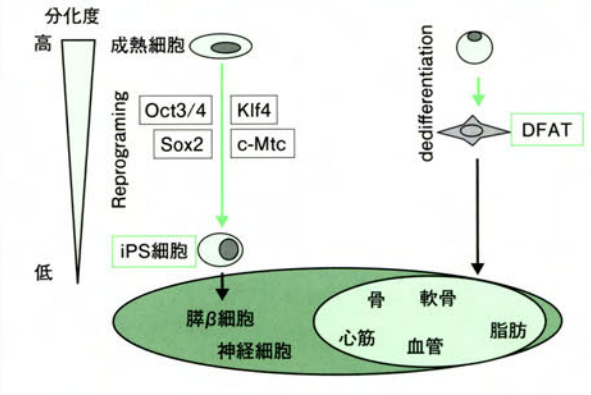 分化度
高
低
成熟細胞
Reprograming
Oct3/4
Klf4
Sox2
c-Mtc
iPS細胞
膵β細胞
神経細胞
dedifferentiation
DFAT
骨
軟骨
心筋
血管
脂肪